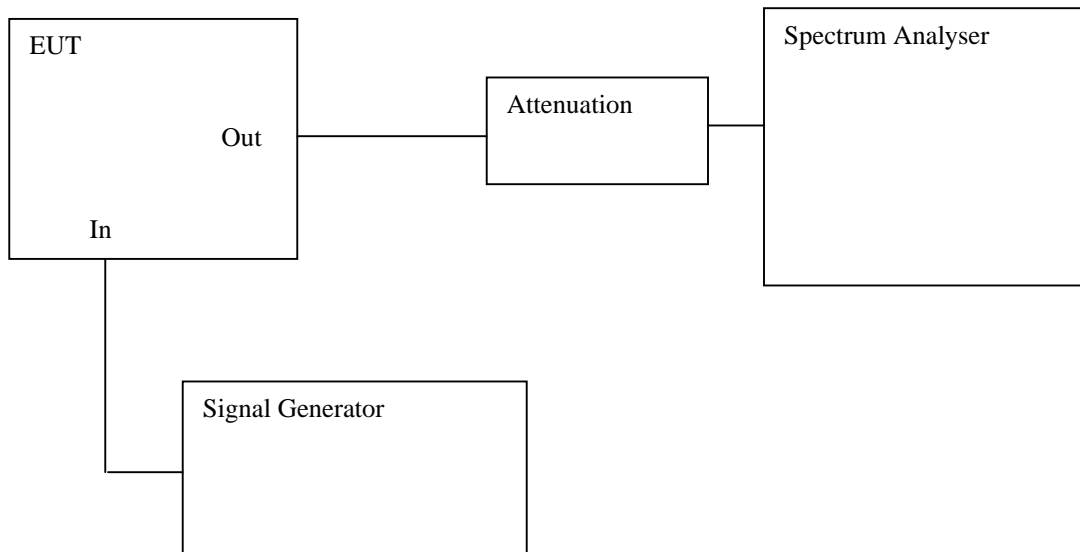 EUT
Spectrum Analyser
Attenuation
Out
In
Signal Generator